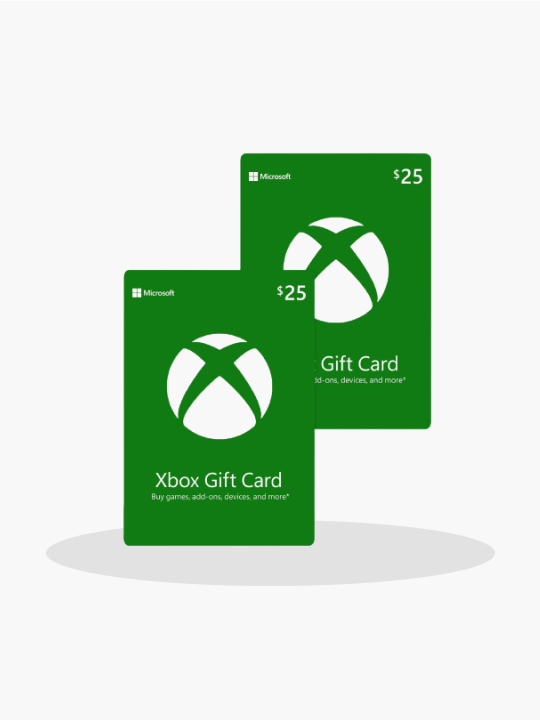 Microsoft
$25
Gift Card
add-ons, devices, and more*
Microsoft
$25
Xbox Gift Card
Buy games, add-ons, devices, and more*